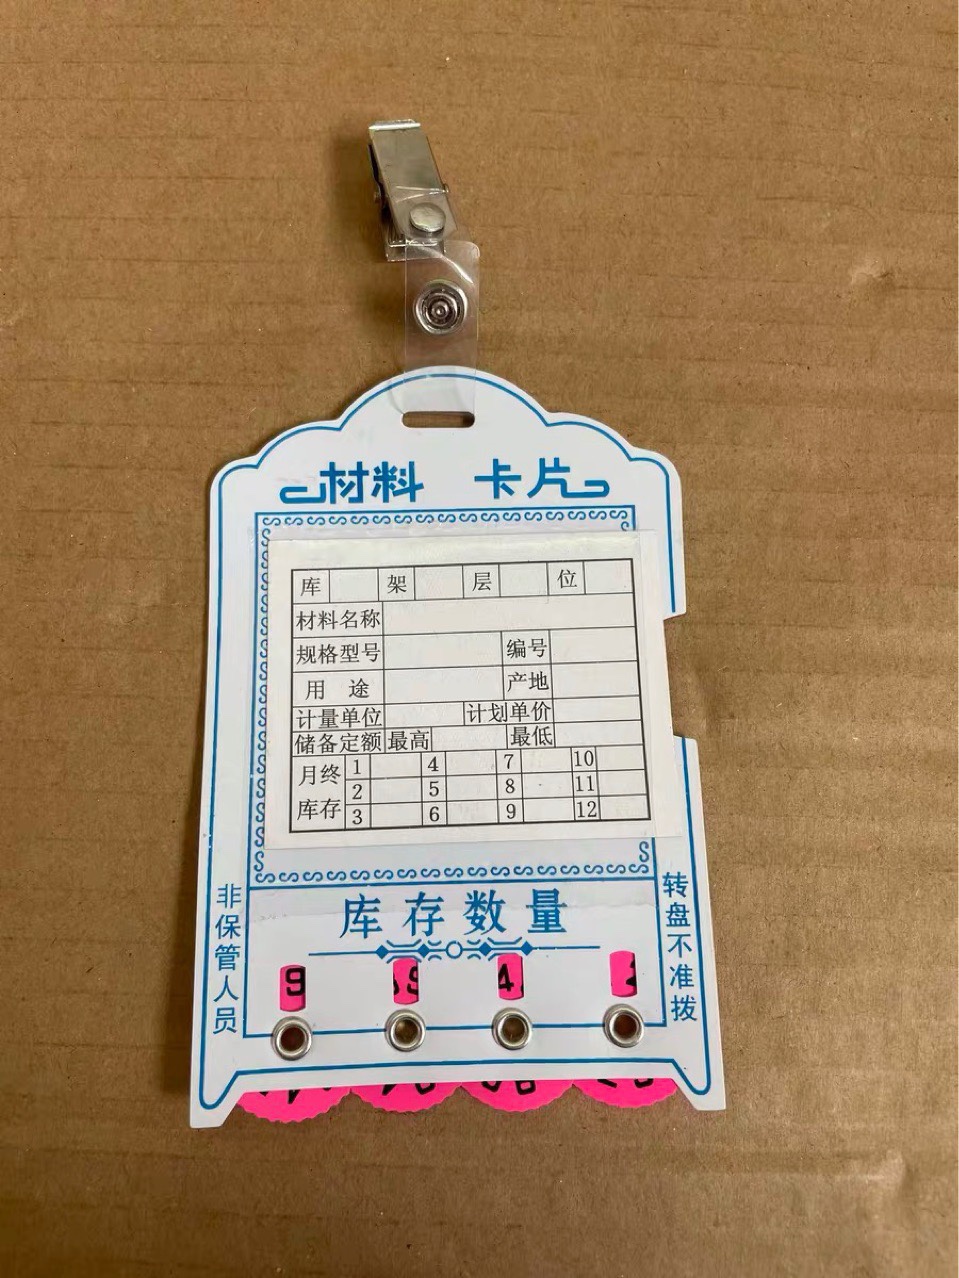 材料 卡片
库 架 层 位
材料名称
规格型号 编号
用 途 产地
计量单位 计划单价
储备定额 最高 最低
月终 1 4 7 10
2 5 8 11
库存 3 6 9 12
库存数量
非保管人员
转盘不准拨
9 4